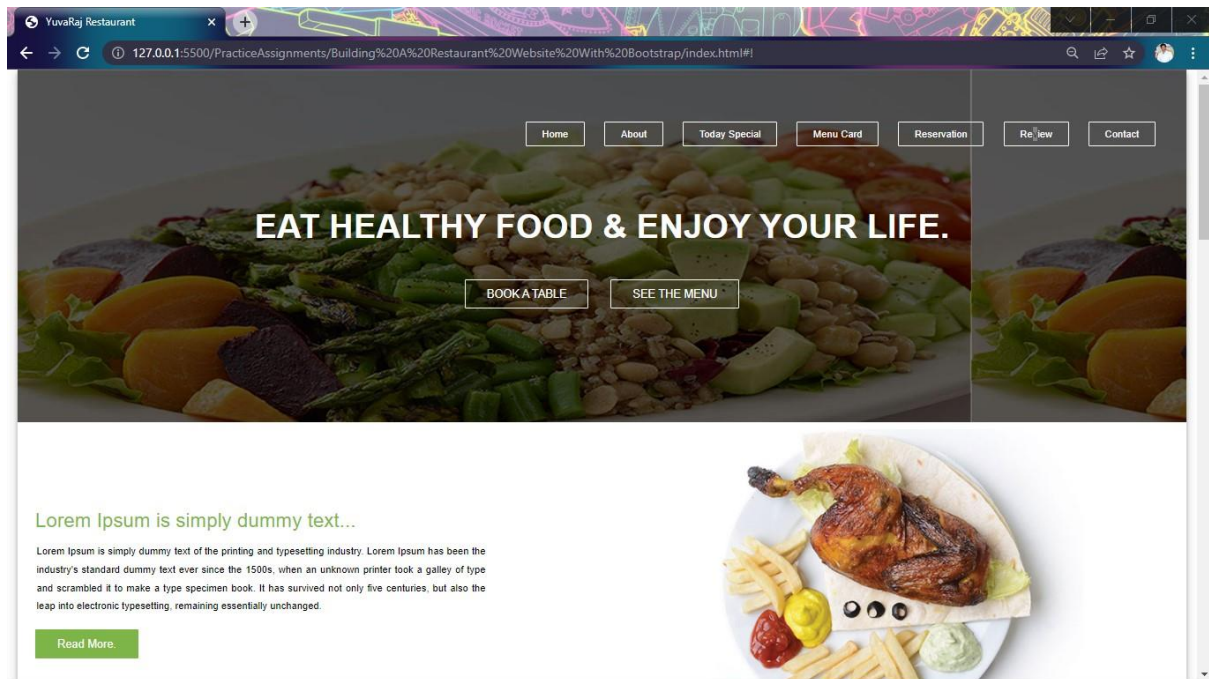 YuvaRaj Restaurant
127.0.0.1:5500/PracticeAssignments/Building%20A%20Restaurant%20Website%20With%20Bootstrap/index.html#!
Home About Today Special Menu Card Reservation Review Contact
EAT HEALTHY FOOD & ENJOY YOUR LIFE.
BOOK A TABLE SEE THE MENU
Lorem Ipsum is simply dummy text...
Lorem Ipsum is simply dummy text of the printing and typesetting industry. Lorem Ipsum has been the
industry's standard dummy text ever since the 1500s, when an unknown printer took a galley of type
and scrambled it to make a type specimen book. It has survived not only five centuries, but also the
leap into electronic typesetting, remaining essentially unchanged.
Read More.